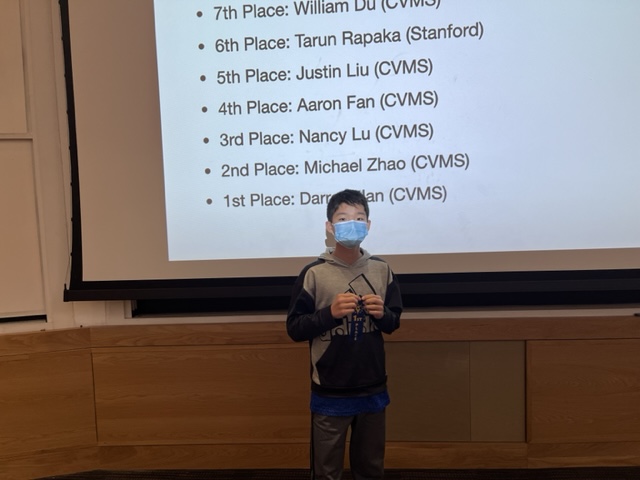 • 7th Place: William Du (CVMS)
• 6th Place: Tarun Rapaka (Stanford)
• 5th Place: Justin Liu (CVMS)
• 4th Place: Aaron Fan (CVMS)
• 3rd Place: Nancy Lu (CVMS)
• 2nd Place: Michael Zhao (CVMS)
• 1st Place: (CVMS)